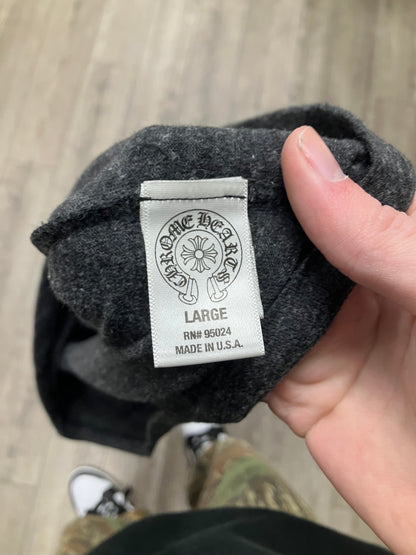 CHROME HEARTS
LARGE
RN# 95024
MADE IN U.S.A.